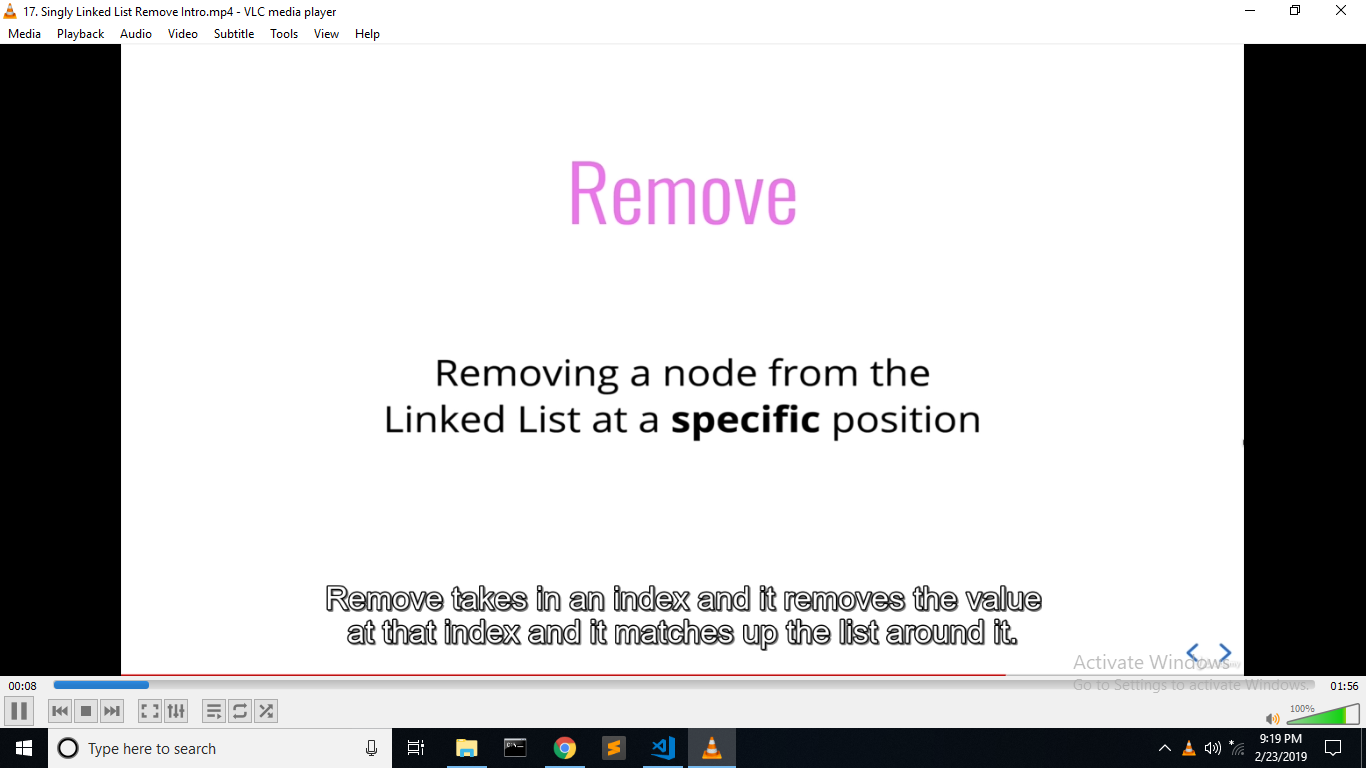 17. Singly Linked List Remove Intro.mp4 - VLC media player
Media Playback Audio Video Subtitle Tools View Help
Remove
Removing a node from the
Linked List at a specific position
Remove takes in an index and it removes the value
at that index and it matches up the list around it.
Activate Windows
Go to Settings to activate Windows.
00:08
01:56
100%
Type here to search
9:19 PM
2/23/2019